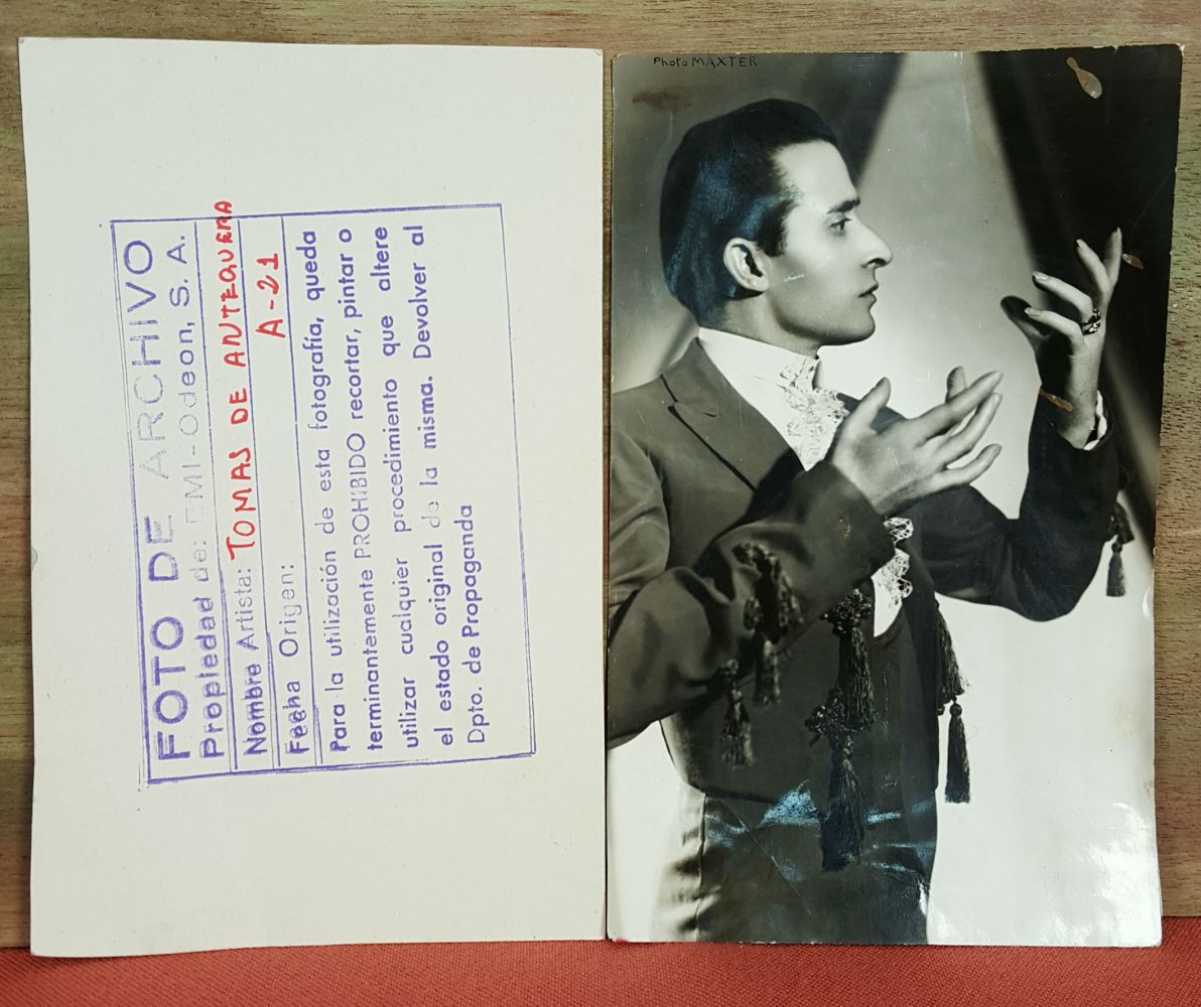 FOTO DE ARCHIVO
Propiedad de: EMI-Odeon, S. A.
Nombre Artista: TOMAS DE ANTEQUERA
A-21
Fecha Origen:
Para la utilización de esta fotografía, queda
terminantemente PROHIBIDO recortar, pintar o
utilizar cualquier procedimiento que altere
el estado original de la misma. Devolver al
Dpto. de Propaganda
Photo MAXTER